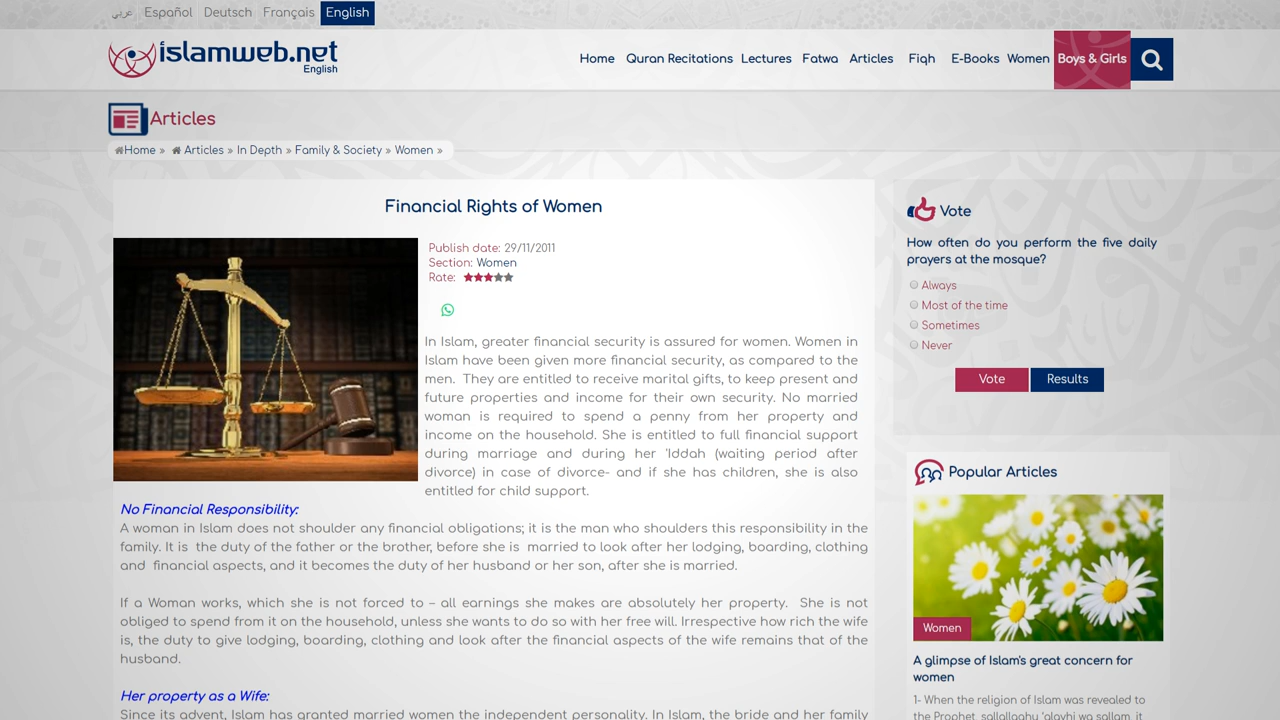 عربي Español Deutsch Français English
islamweb.net
English
Home Quran Recitations Lectures Fatwa Articles Fiqh E-Books Women Boys & Girls
Articles
Home » Articles » In Depth » Family & Society » Women »
Financial Rights of Women
Publish date: 29/11/2011
Section: Women
Rate:
In Islam, greater financial security is assured for women. Women in
Islam have been given more financial security, as compared to the
men. They are entitled to receive marital gifts, to keep present and
future properties and income for their own security. No married
woman is required to spend a penny from her property and
income on the household. She is entitled to full financial support
during marriage and during her 'Iddah (waiting period after
divorce) in case of divorce- and if she has children, she is also
entitled for child support.
No Financial Responsibility:
A woman in Islam does not shoulder any financial obligations; it is the man who shoulders this responsibility in the
family. It is the duty of the father or the brother, before she is married to look after her lodging, boarding, clothing
and financial aspects, and it becomes the duty of her husband or her son, after she is married.
If a Woman works, which she is not forced to – all earnings she makes are absolutely her property. She is not
obliged to spend from it on the household, unless she wants to do so with her free will. Irrespective how rich the wife
is, the duty to give lodging, boarding, clothing and look after the financial aspects of the wife remains that of the
husband.
Her property as a Wife:
Since its advent, Islam has granted married women the independent personality. In Islam, the bride and her family
Vote
How often do you perform the five daily
prayers at the mosque?
Always
Most of the time
Sometimes
Never
Vote Results
Popular Articles
Women
A glimpse of Islam's great concern for
women
1- When the religion of Islam was revealed to
the Prophet, sallallaahu 'alayhi wa sallam, it